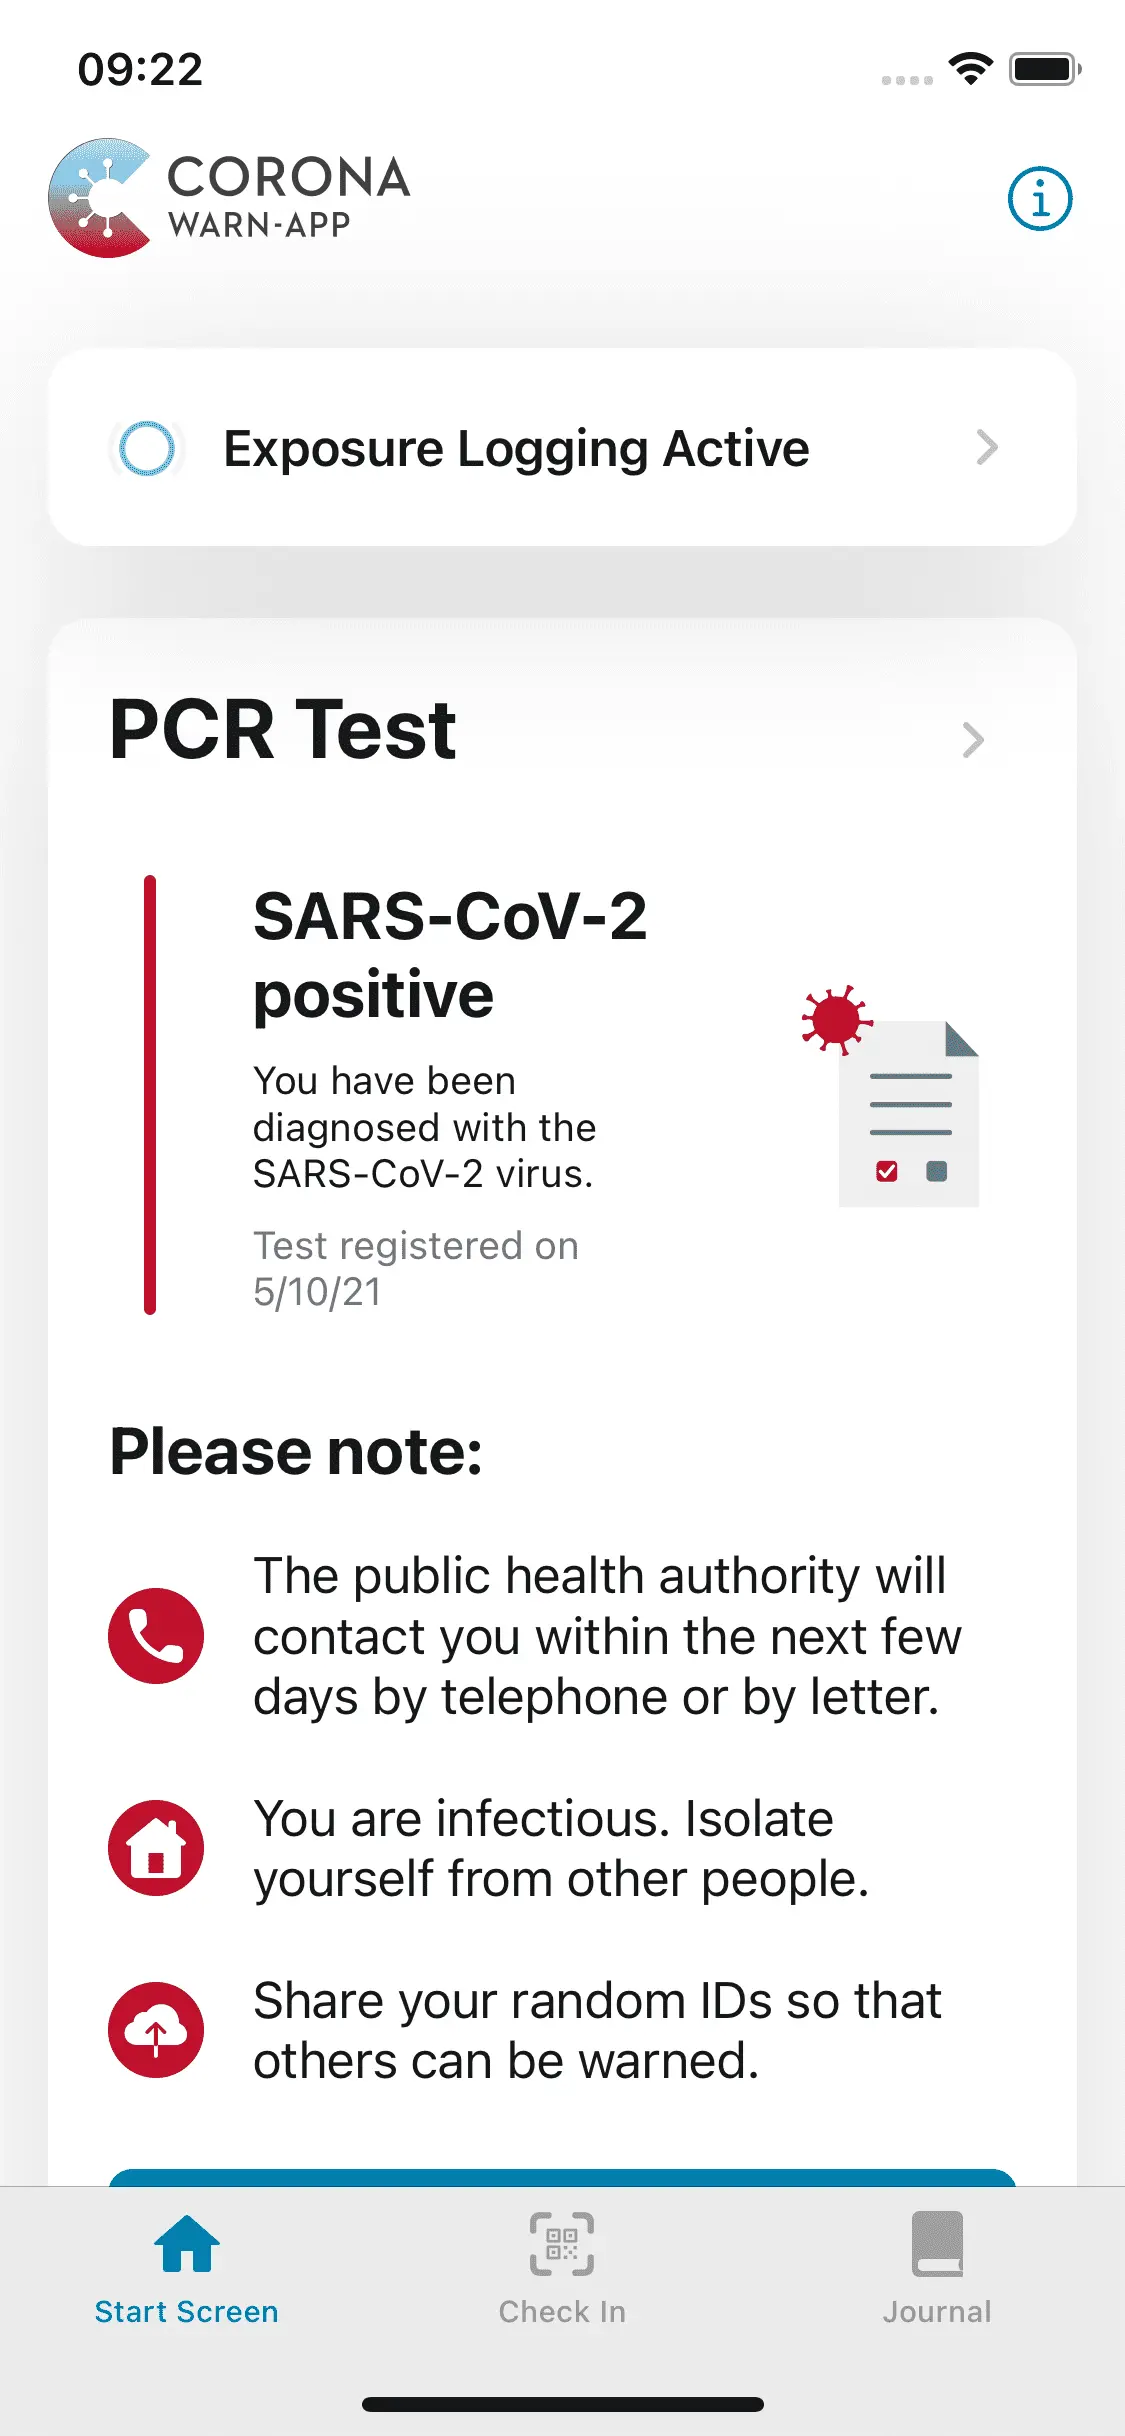 09:22
CORONA
WARN-APP
Exposure Logging Active
PCR Test
SARS-CoV-2
positive
You have been
diagnosed with the
SARS-CoV-2 virus.
Test registered on
5/10/21
Please note:
The public health authority will
contact you within the next few
days by telephone or by letter.
You are infectious. Isolate
yourself from other people.
Share your random IDs so that
others can be warned.
Start Screen
Check In
Journal